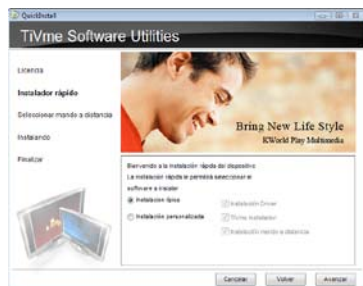 QuickInstall
TiVme Software Utilities
Licencia
Instalador rápido
Seleccionar mando a distancia
Instalando
Finalizar
Bring New Life Style
KWorld Play Multimedia
Bienvenido a la instalación rápida del dispositivo
La instalación rápida le permitirá seleccionar el
software a instalar
Instalación típica
Instalación personalizada
Instalación Driver
TiVme Instalador
Instalación mando a distancia
Cancelar
Volver
Avanzar